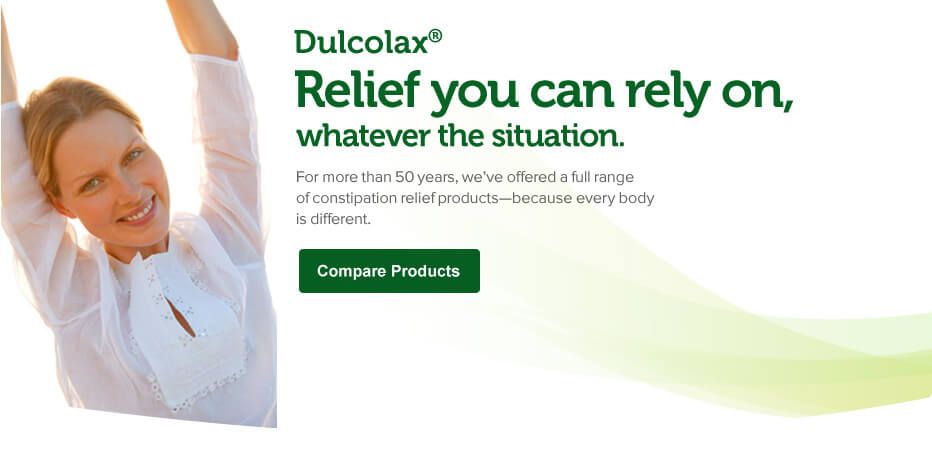 Dulcolax®
Relief you can rely on,
whatever the situation.
For more than 50 years, we've offered a full range
of constipation relief products—because every body
is different.
Compare Products